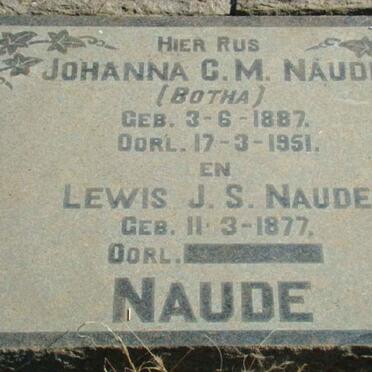 HIER RUS
JOHANNA C. M. NAUDE
(BOTHA)
GEB. 3-6-1887.
OORL. 17-3-1951.
EN
LEWIS J. S. NAUDE
GEB. 11-3-1877.
OORL.
NAUDE